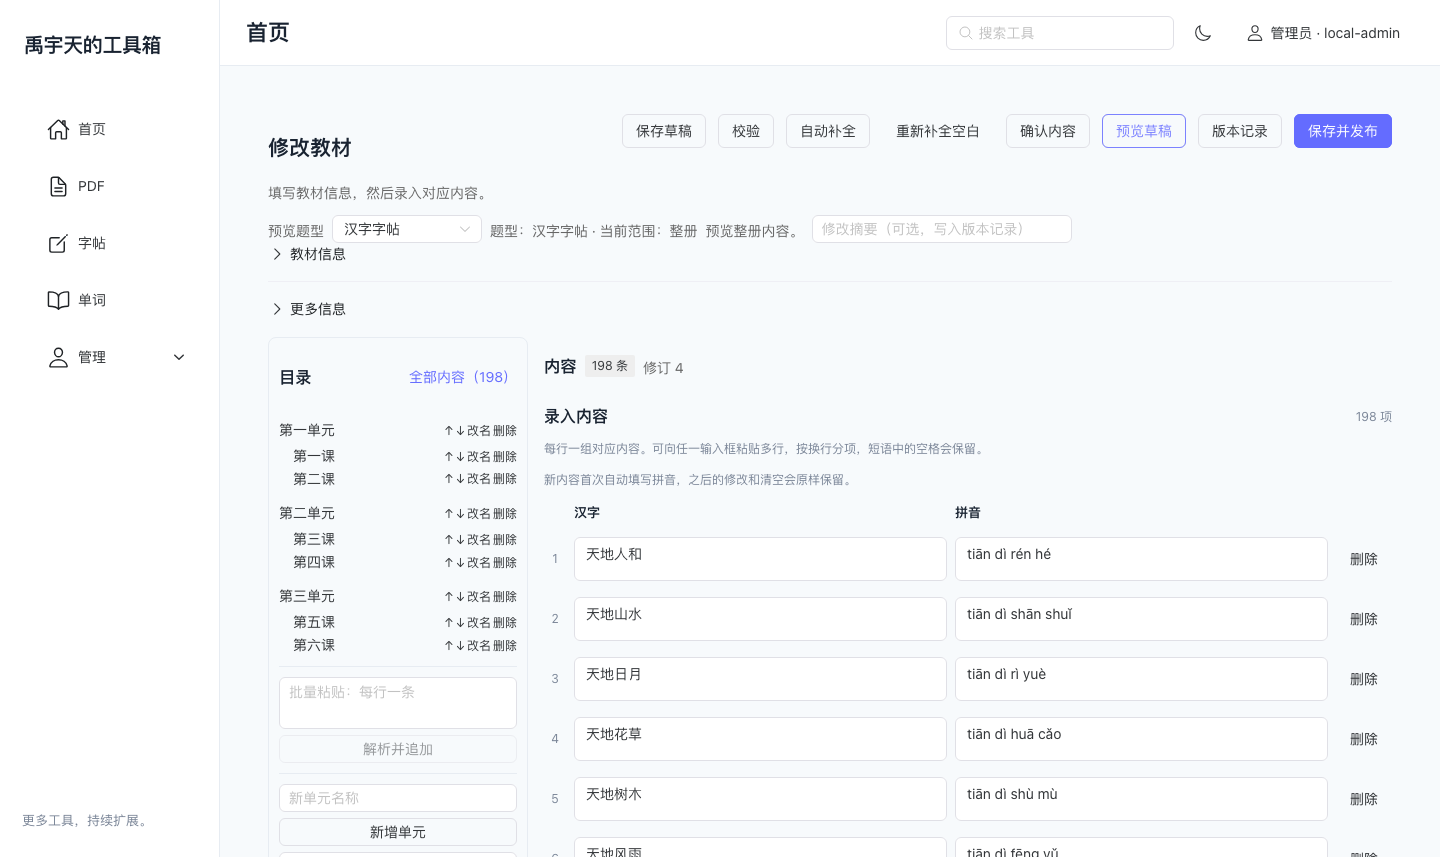 禹宇天的工具箱
首页
PDF
字帖
单词
管理
更多工具，持续扩展。
首页
搜索工具
管理员 · local-admin
修改教材
保存草稿 校验 自动补全 重新补全空白 确认内容 预览草稿 版本记录 保存并发布
填写教材信息，然后录入对应内容。
预览题型 汉字字帖 题型：汉字字帖 · 当前范围：整册 预览整册内容。 修改摘要（可选，写入版本记录）
教材信息
更多信息
目录 全部内容（198）
第一单元 ↑ ↓ 改名 删除
第一课 ↑ ↓ 改名 删除
第二课 ↑ ↓ 改名 删除
第二单元 ↑ ↓ 改名 删除
第三课 ↑ ↓ 改名 删除
第四课 ↑ ↓ 改名 删除
第三单元 ↑ ↓ 改名 删除
第五课 ↑ ↓ 改名 删除
第六课 ↑ ↓ 改名 删除
批量粘贴：每行一条
解析并追加
新单元名称
新增单元
内容 198 条 修订 4
录入内容 198 项
每行一组对应内容。可向任一输入框粘贴多行，按换行分项，短语中的空格会保留。
新内容首次自动填写拼音，之后的修改和清空会原样保留。
汉字 拼音
1 天地人和 tiān dì rén hé 删除
2 天地山水 tiān dì shān shuǐ 删除
3 天地日月 tiān dì rì yuè 删除
4 天地花草 tiān dì huā cǎo 删除
5 天地树木 tiān dì shù mù 删除
6 天地风雨 tiān dì fēng yǔ 删除